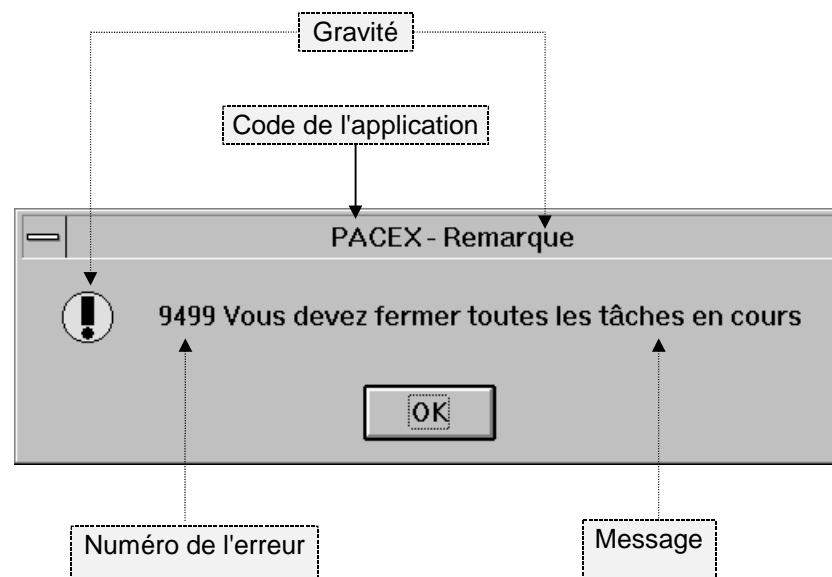 Gravité
Code de l'application
PACEX - Remarque
9499 Vous devez fermer toutes les tâches en cours
OK
Numéro de l'erreur
Message